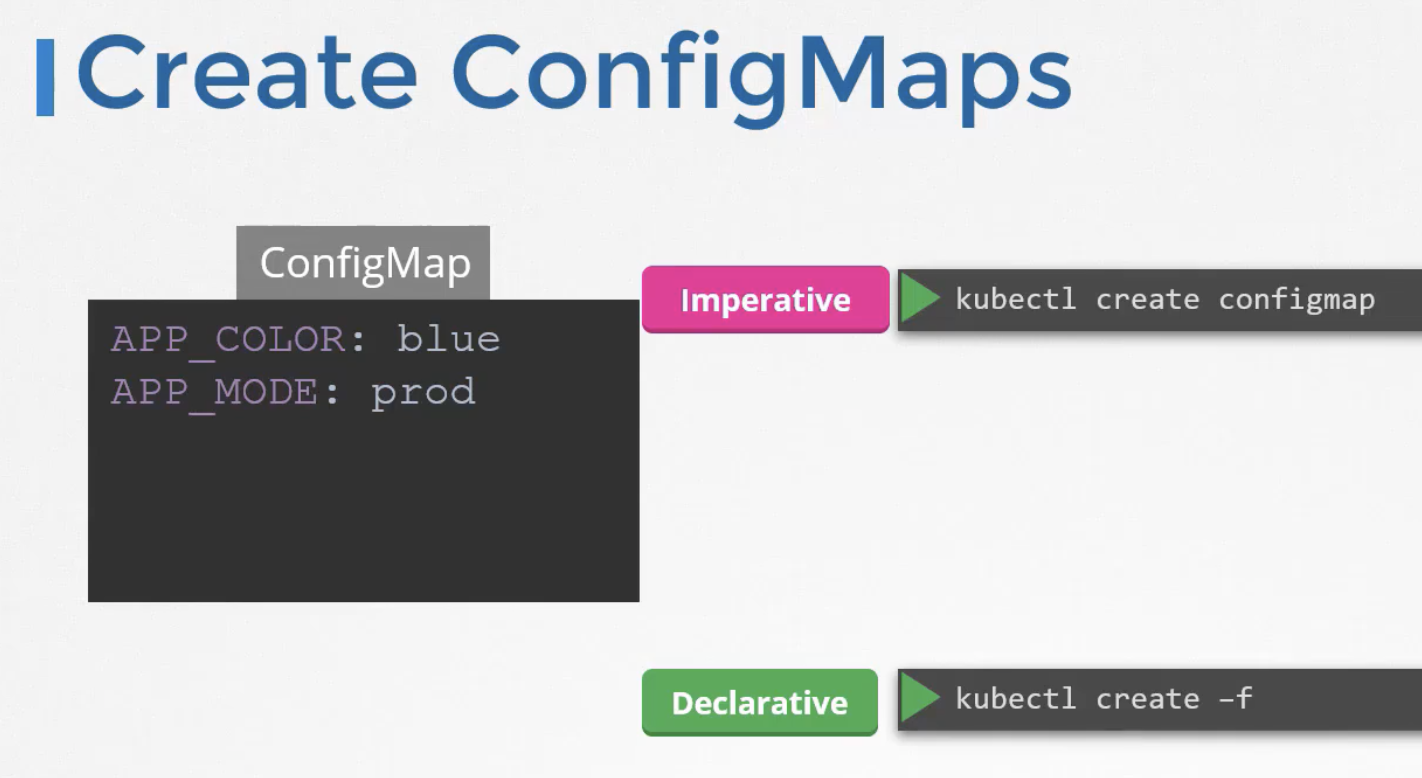 Create ConfigMaps
ConfigMap
APP_COLOR: blue
APP_MODE: prod
Imperative
kubectl create configmap
Declarative
kubectl create –f